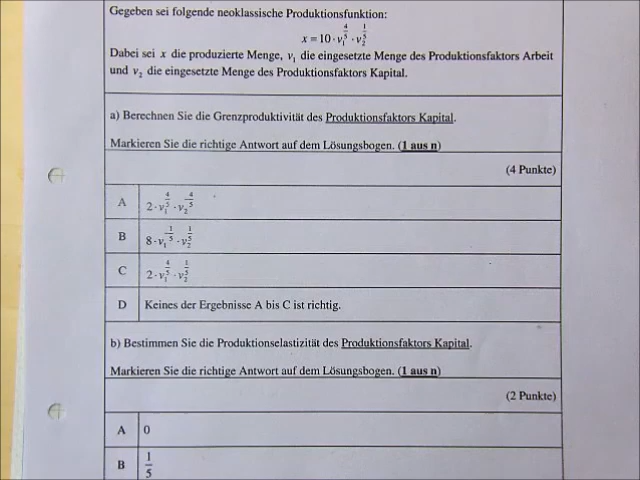 Gegeben sei folgende neoklassische Produktionsfunktion:
x = 10 · v₁^(4/5) · v₂^(1/5)
Dabei sei x die produzierte Menge, v₁ die eingesetzte Menge des Produktionsfaktors Arbeit
und v₂ die eingesetzte Menge des Produktionsfaktors Kapital.
a) Berechnen Sie die Grenzproduktivität des Produktionsfaktors Kapital.
Markieren Sie die richtige Antwort auf dem Lösungsbogen. (1 aus n)
(4 Punkte)
A 2 · v₁^(4/5) · v₂^(-4/5)
B 8 · v₁^(-1/5) · v₂^(1/5)
C 2 · v₁^(4/5) · v₂^(1/5)
D Keines der Ergebnisse A bis C ist richtig.
b) Bestimmen Sie die Produktionselastizität des Produktionsfaktors Kapital.
Markieren Sie die richtige Antwort auf dem Lösungsbogen. (1 aus n)
(2 Punkte)
A 0
B 1/5